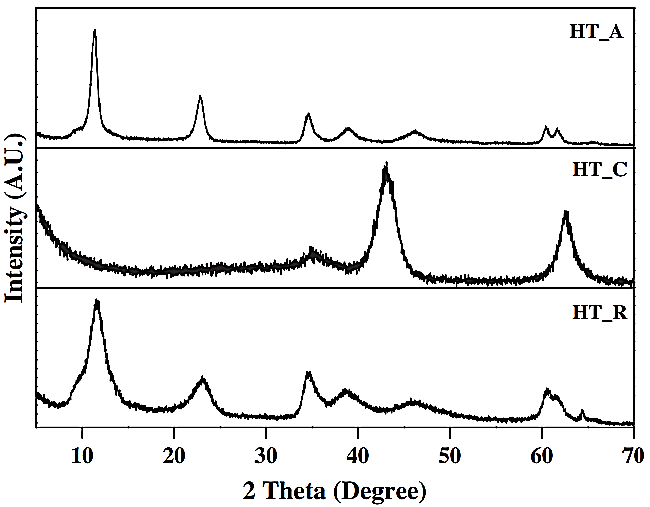 HT_A
HT_C
HT_R
Intensity (A.U.)
10 20 30 40 50 60 70
2 Theta (Degree)